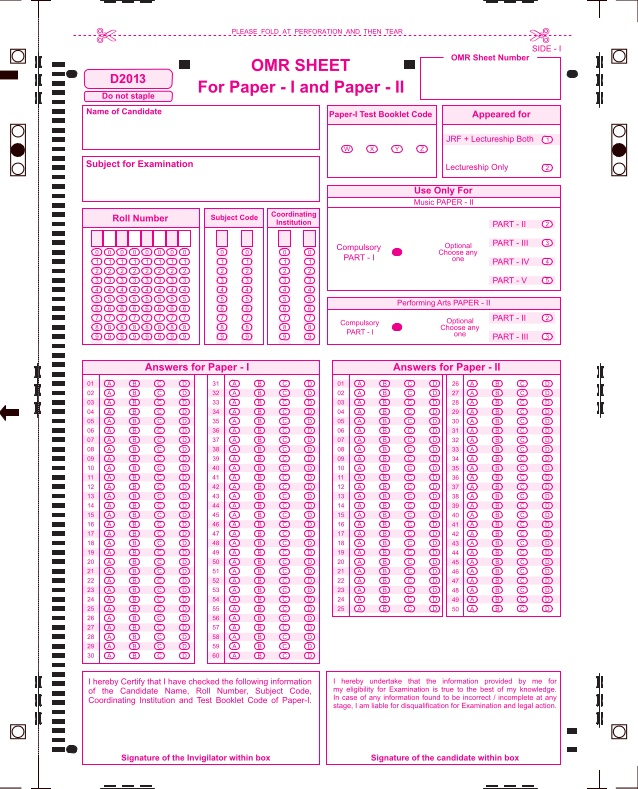 PLEASE FOLD AT PERFORATION AND THEN TEAR
SIDE - I
D2013
Do not staple
OMR SHEET
For Paper - I and Paper - II
OMR Sheet Number
Name of Candidate
Subject for Examination
Paper-I Test Booklet Code
W X Y Z
Appeared for
JRF + Lectureship Both 1
Lectureship Only 2
Use Only For
Music PAPER - II
Compulsory
PART - I
Optional
Choose any
one
PART - II 2
PART - III 3
PART - IV 4
PART - V 5
Performing Arts PAPER - II
Compulsory
PART - I
Optional
Choose any
one
PART - II 2
PART - III 3
Roll Number
Subject Code
Coordinating
Institution
0 0 0 0 0 0 0 0 0 0 0 0
1 1 1 1 1 1 1 1 1 1 1 1
2 2 2 2 2 2 2 2 2 2 2 2
3 3 3 3 3 3 3 3 3 3 3 3
4 4 4 4 4 4 4 4 4 4 4 4
5 5 5 5 5 5 5 5 5 5 5 5
6 6 6 6 6 6 6 6 6 6 6 6
7 7 7 7 7 7 7 7 7 7 7 7
8 8 8 8 8 8 8 8 8 8 8 8
9 9 9 9 9 9 9 9 9 9 9 9
Answers for Paper - I
01 A B C D 31 A B C D
02 A B C D 32 A B C D
03 A B C D 33 A B C D
04 A B C D 34 A B C D
05 A B C D 35 A B C D
06 A B C D 36 A B C D
07 A B C D 37 A B C D
08 A B C D 38 A B C D
09 A B C D 39 A B C D
10 A B C D 40 A B C D
11 A B C D 41 A B C D
12 A B C D 42 A B C D
13 A B C D 43 A B C D
14 A B C D 44 A B C D
15 A B C D 45 A B C D
16 A B C D 46 A B C D
17 A B C D 47 A B C D
18 A B C D 48 A B C D
19 A B C D 49 A B C D
20 A B C D 50 A B C D
21 A B C D 51 A B C D
22 A B C D 52 A B C D
23 A B C D 53 A B C D
24 A B C D 54 A B C D
25 A B C D 55 A B C D
26 A B C D 56 A B C D
27 A B C D 57 A B C D
28 A B C D 58 A B C D
29 A B C D 59 A B C D
30 A B C D 60 A B C D
Answers for Paper - II
01 A B C D 26 A B C D
02 A B C D 27 A B C D
03 A B C D 28 A B C D
04 A B C D 29 A B C D
05 A B C D 30 A B C D
06 A B C D 31 A B C D
07 A B C D 32 A B C D
08 A B C D 33 A B C D
09 A B C D 34 A B C D
10 A B C D 35 A B C D
11 A B C D 36 A B C D
12 A B C D 37 A B C D
13 A B C D 38 A B C D
14 A B C D 39 A B C D
15 A B C D 40 A B C D
16 A B C D 41 A B C D
17 A B C D 42 A B C D
18 A B C D 43 A B C D
19 A B C D 44 A B C D
20 A B C D 45 A B C D
21 A B C D 46 A B C D
22 A B C D 47 A B C D
23 A B C D 48 A B C D
24 A B C D 49 A B C D
25 A B C D 50 A B C D
I hereby Certify that I have checked the following information
of the Candidate Name, Roll Number, Subject Code,
Coordinating Institution and Test Booklet Code of Paper-I.
Signature of the Invigilator within box
I hereby undertake that the information provided by me for
my eligibility for Examination is true to the best of my knowledge.
In case of any information found to be incorrect / incomplete at any
stage, I am liable for disqualification for Examination and legal action.
Signature of the candidate within box